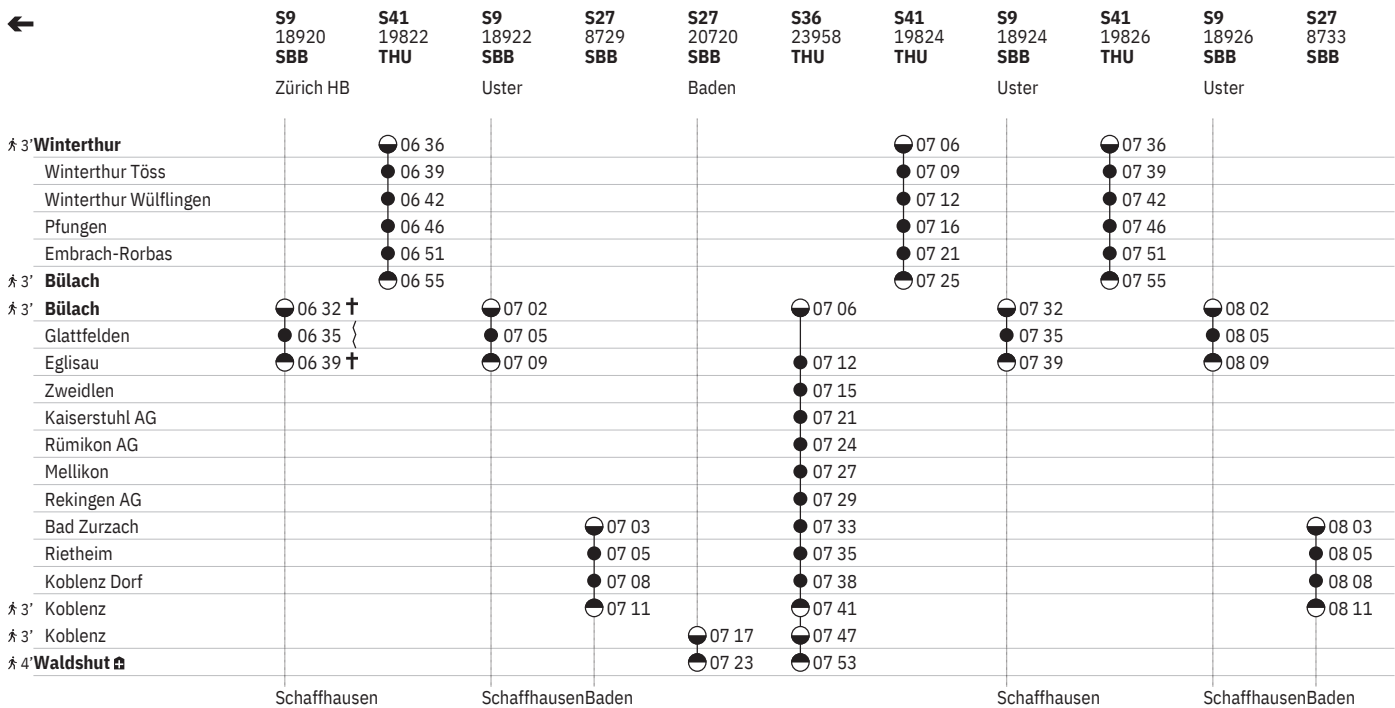 S9 S41 S9 S27 S27 S36 S41 S9 S41 S9 S27
18920 19822 18922 8729 20720 23958 19824 18924 19826 18926 8733
SBB THU SBB SBB SBB THU THU SBB THU SBB SBB
Zürich HB Uster Baden Uster Uster
3' Winterthur 06 36 07 06 07 36
Winterthur Töss 06 39 07 09 07 39
Winterthur Wülflingen 06 42 07 12 07 42
Pfungen 06 46 07 16 07 46
Embrach-Rorbas 06 51 07 21 07 51
3' Bülach 06 55 07 25 07 55
3' Bülach 06 32 ✝ 07 02 07 06 07 32 08 02
Glattfelden 06 35 07 05 07 35 08 05
Eglisau 06 39 ✝ 07 09 07 12 07 39 08 09
Zweidlen 07 15
Kaiserstuhl AG 07 21
Rümikon AG 07 24
Mellikon 07 27
Rekingen AG 07 29
Bad Zurzach 07 03 07 33 08 03
Rietheim 07 05 07 35 08 05
Koblenz Dorf 07 08 07 38 08 08
3' Koblenz 07 11 07 41 08 11
3' Koblenz 07 17 07 47
4' Waldshut 07 23 07 53
Schaffhausen Schaffhausen Baden Schaffhausen Schaffhausen Baden